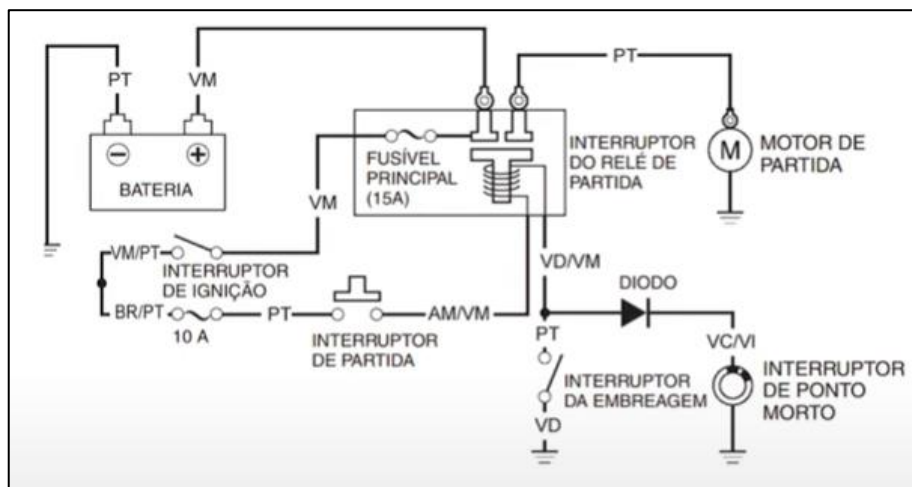 PT
VM
PT
−
+
BATERIA
FUSÍVEL
PRINCIPAL
(15A)
INTERRUPTOR
DO RELÉ DE
PARTIDA
M
MOTOR DE
PARTIDA
VM
VM/PT
INTERRUPTOR
DE IGNIÇÃO
VD/VM
DIODO
BR/PT
10 A
PT
INTERRUPTOR
DE PARTIDA
AM/VM
PT
INTERRUPTOR
DA EMBREAGEM
VD
VC/VI
INTERRUPTOR
DE PONTO
MORTO